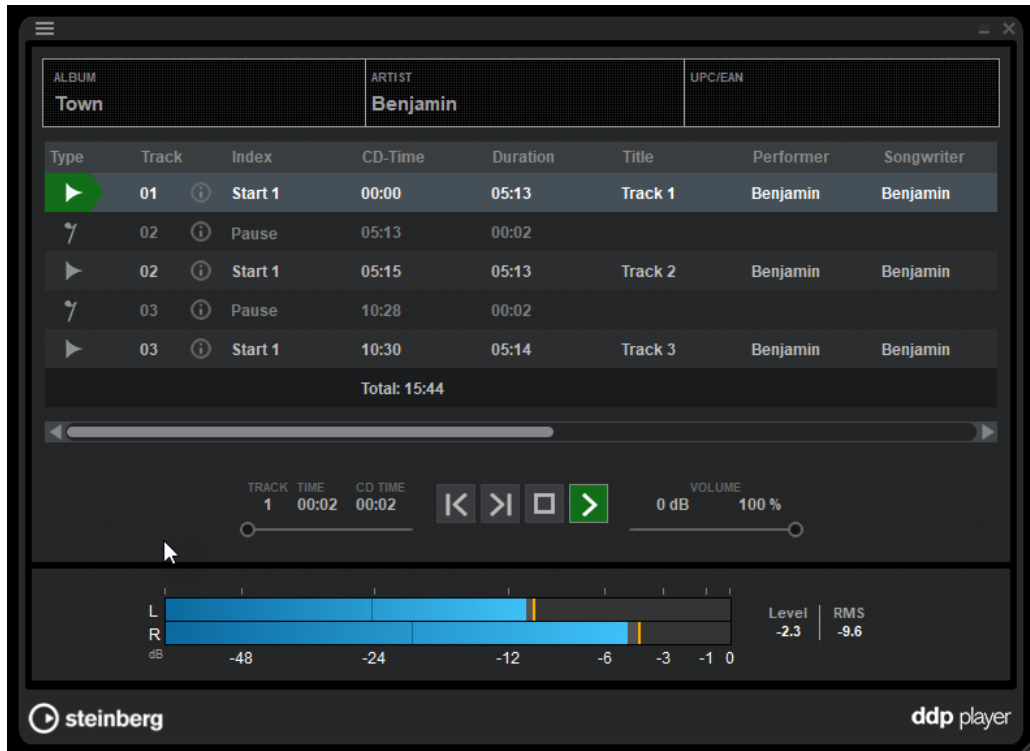 ALBUM ARTIST UPC/EAN
Town Benjamin
Type Track Index CD-Time Duration Title Performer Songwriter
01 Start 1 00:00 05:13 Track 1 Benjamin Benjamin
02 Pause 05:13 00:02
02 Start 1 05:15 05:13 Track 2 Benjamin Benjamin
03 Pause 10:28 00:02
03 Start 1 10:30 05:14 Track 3 Benjamin Benjamin
Total: 15:44
TRACK TIME CD TIME VOLUME
1 00:02 00:02 0 dB 100 %
L Level RMS
R -2.3 -9.6
dB -48 -24 -12 -6 -3 -1 0
steinberg ddp player